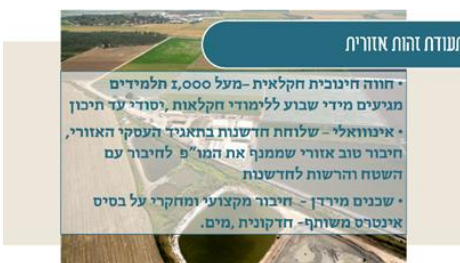 תעודת זהות אזורית
• חווה חינוכית חקלאית –מעל 1,000 תלמידים
מגיעים מידי שבוע ללימודי חקלאות ,יסודי עד תיכון
• אינוואלי – שלוחת חדשנות בתאגיד העסקי האזורי,
חיבור טוב אזורי שממנף את המו"פ לחיבור עם
השטח והרשות לחדשנות
• שכנים מירדן - חיבור מקצועי ומחקרי על בסיס
אינטרס משותף- חדקונית ,מים.